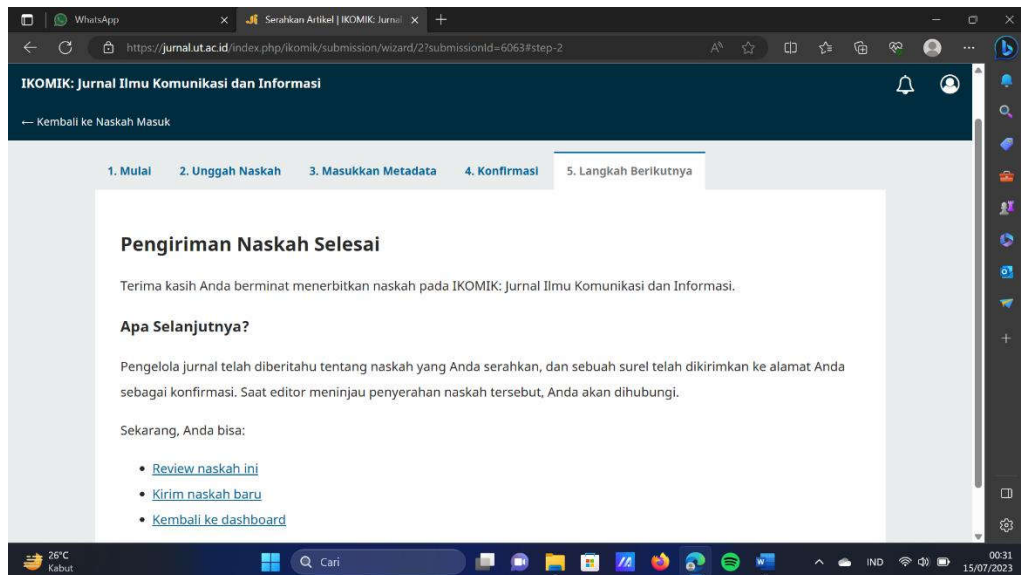 WhatsApp
Serahkan Artikel | IKOMIK: Jurnal
https://jurnal.ut.ac.id/index.php/ikomik/submission/wizard/2?submissionId=6063#step-2
IKOMIK: Jurnal Ilmu Komunikasi dan Informasi
← Kembali ke Naskah Masuk
1. Mulai 2. Unggah Naskah 3. Masukkan Metadata 4. Konfirmasi 5. Langkah Berikutnya
Pengiriman Naskah Selesai
Terima kasih Anda berminat menerbitkan naskah pada IKOMIK: Jurnal Ilmu Komunikasi dan Informasi.
Apa Selanjutnya?
Pengelola jurnal telah diberitahu tentang naskah yang Anda serahkan, dan sebuah surel telah dikirimkan ke alamat Anda
sebagai konfirmasi. Saat editor meninjau penyerahan naskah tersebut, Anda akan dihubungi.
Sekarang, Anda bisa:
• Review naskah ini
• Kirim naskah baru
• Kembali ke dashboard
26°C
Kabut
Cari
IND
00:31
15/07/2023